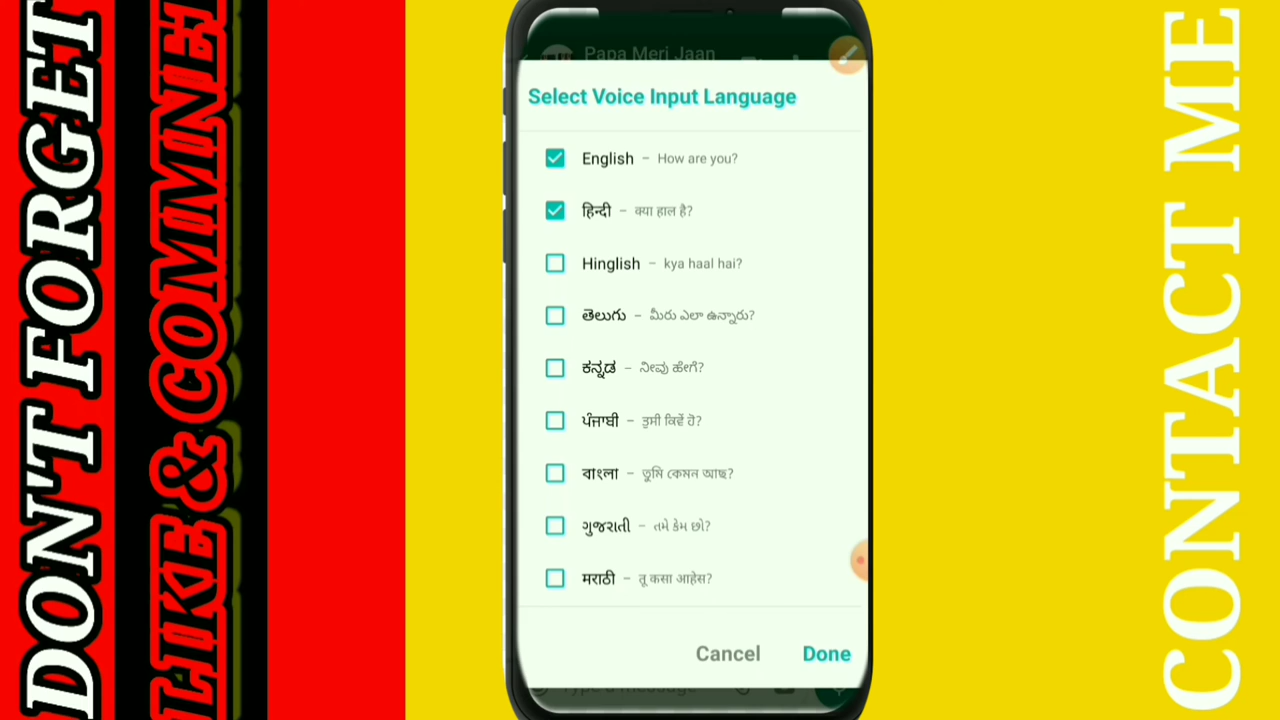 DON'T FORGET
LIKE & COMMNET
Papa Meri Jaan
Select Voice Input Language
English – How are you?
हिन्दी – क्या हाल है?
Hinglish – kya haal hai?
తెలుగు – మీరు ఎలా ఉన్నారు?
ಕನ್ನಡ – ನೀವು ಹೇಗೆ?
ਪੰਜਾਬੀ – ਤੁਸੀ ਕਿਵੇਂ ਹੋ?
বাংলা – তুমি কেমন আছ?
ગુજરાતી – તમે કેમ છો?
मराठी – तू कसा आहेस?
Cancel Done
Type a message
CONTACT ME